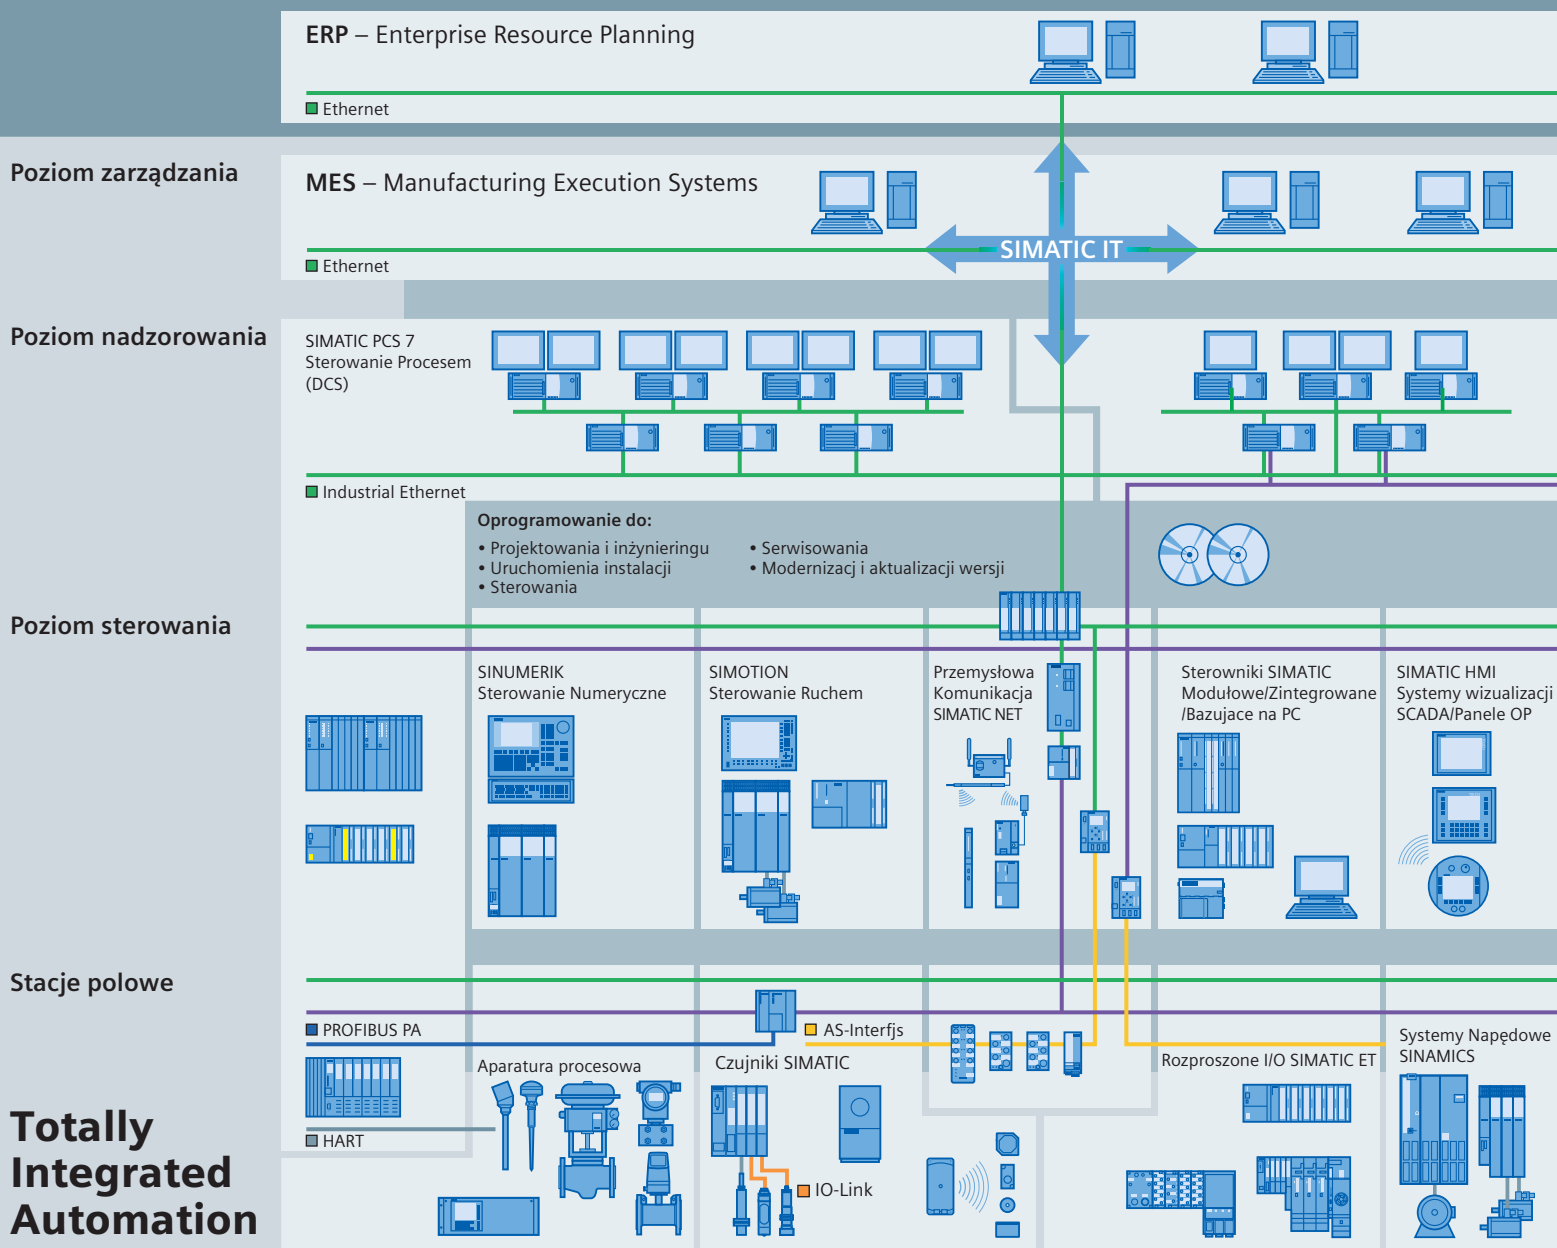 ERP – Enterprise Resource Planning
Ethernet
Poziom zarządzania
MES – Manufacturing Execution Systems
SIMATIC IT
Ethernet
Poziom nadzorowania
SIMATIC PCS 7
Sterowanie Procesem
(DCS)
Industrial Ethernet
Oprogramowanie do:
• Projektowania i inżynieringu
• Uruchomienia instalacji
• Sterowania
• Serwisowania
• Modernizacj i aktualizacji wersji
Poziom sterowania
SINUMERIK
Sterowanie Numeryczne
SIMOTION
Sterowanie Ruchem
Przemysłowa
Komunikacja
SIMATIC NET
Sterowniki SIMATIC
Modułowe/Zintegrowane
/Bazujace na PC
SIMATIC HMI
Systemy wizualizacji
SCADA/Panele OP
Stacje polowe
PROFIBUS PA
AS-Interfjs
Aparatura procesowa
Czujniki SIMATIC
Rozproszone I/O SIMATIC ET
Systemy Napędowe
SINAMICS
HART
IO-Link
Totally
Integrated
Automation